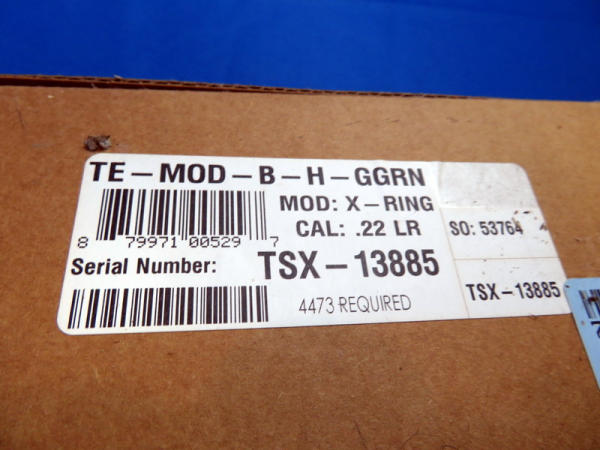 TE-MOD-B-H-GGRN
MOD: X-RING
8 79971 00529 7
CAL: .22 LR
SO: 53764
Serial Number: TSX-13885
TSX-13885
4473 REQUIRED